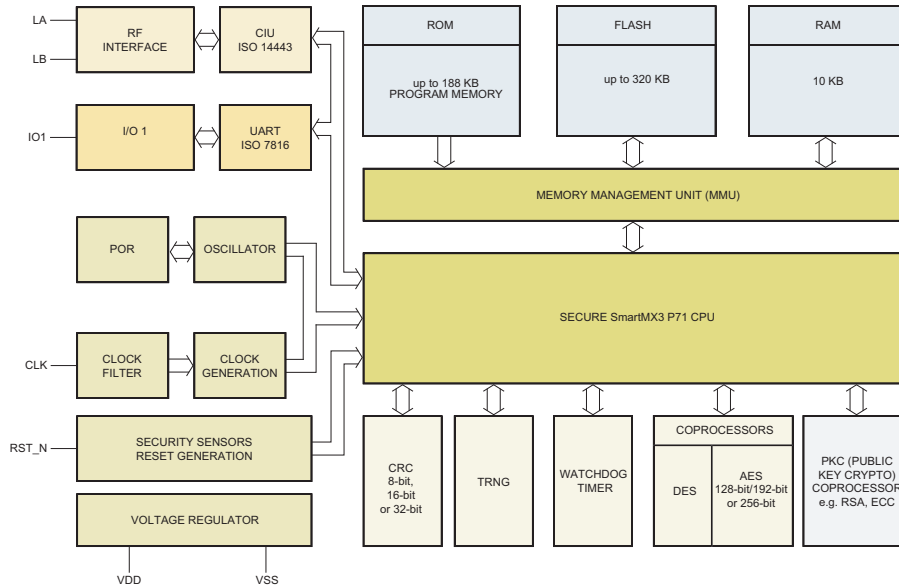 LA
LB
RF
INTERFACE
CIU
ISO 14443
IO1
I/O 1
UART
ISO 7816
ROM
up to 188 KB
PROGRAM MEMORY
FLASH
up to 320 KB
RAM
10 KB
MEMORY MANAGEMENT UNIT (MMU)
POR
OSCILLATOR
SECURE SmartMX3 P71 CPU
CLK
CLOCK
FILTER
CLOCK
GENERATION
RST_N
SECURITY SENSORS
RESET GENERATION
VOLTAGE REGULATOR
VDD
VSS
CRC
8-bit,
16-bit
or 32-bit
TRNG
WATCHDOG
TIMER
COPROCESSORS
DES
AES
128-bit/192-bit
or 256-bit
PKC (PUBLIC
KEY CRYPTO)
COPROCESSOR
e.g. RSA, ECC